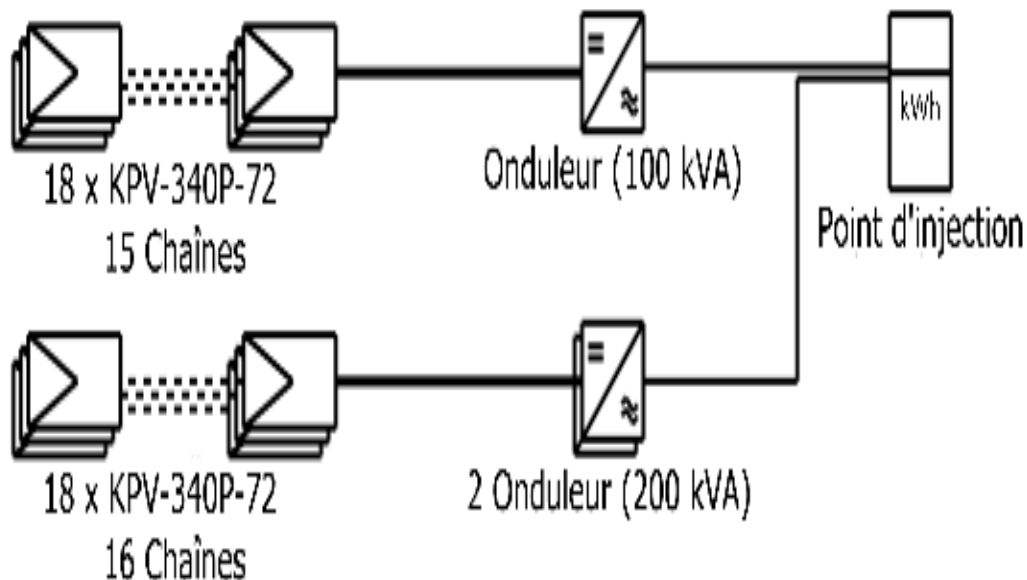 18 x KPV-340P-72
15 Chaînes
Onduleur (100 kVA)
kWh
Point d'injection
18 x KPV-340P-72
16 Chaînes
2 Onduleur (200 kVA)